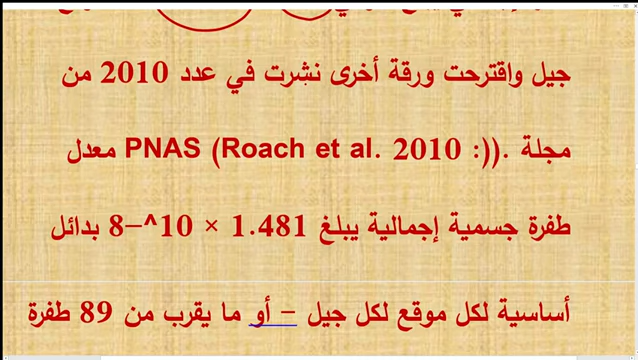 جيل واقترحت ورقة أخرى نشرت في عدد 2010 من
مجلة PNAS (Roach et al. 2010 :)). معدل
طفرة جسمية إجمالية يبلغ 1.481 × 10^−8 بدائل
أساسية لكل موقع لكل جيل − أو ما يقرب من 89 طفرة